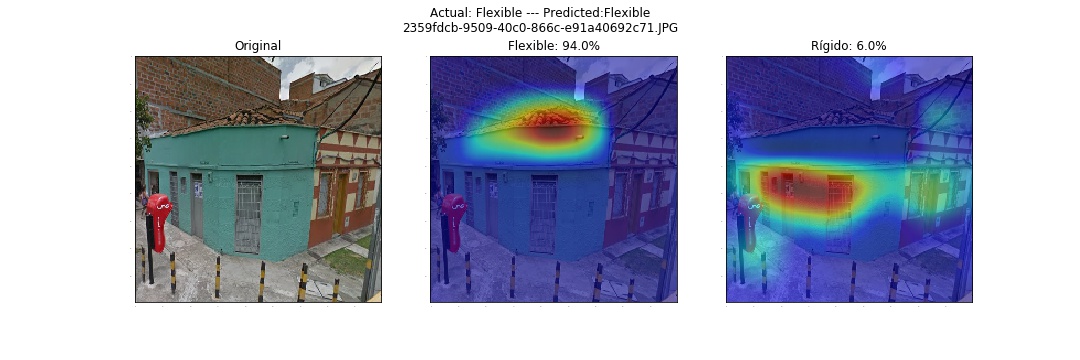 Actual: Flexible --- Predicted:Flexible
2359fdcb-9509-40c0-866c-e91a40692c71.JPG
Original
Flexible: 94.0%
Rígido: 6.0%